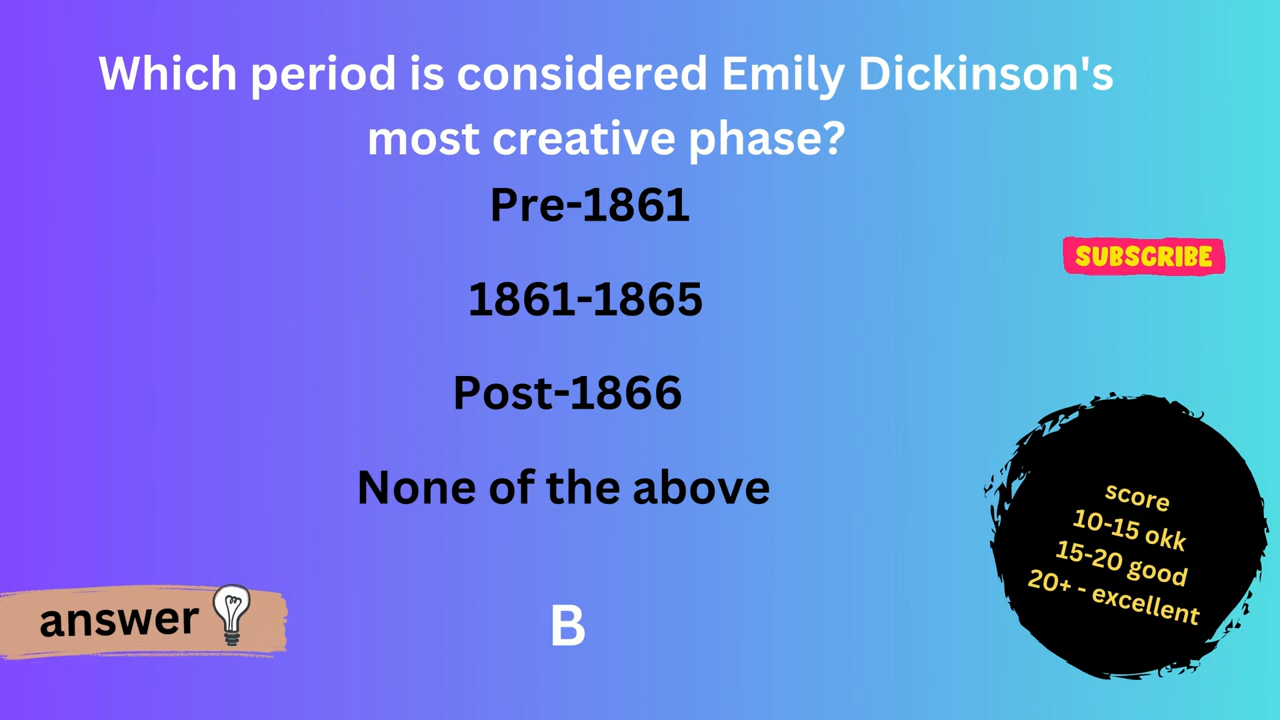 Which period is considered Emily Dickinson's
most creative phase?
Pre-1861
1861-1865
Post-1866
None of the above
SUBSCRIBE
score
10-15 okk
15-20 good
20+ - excellent
answer
B